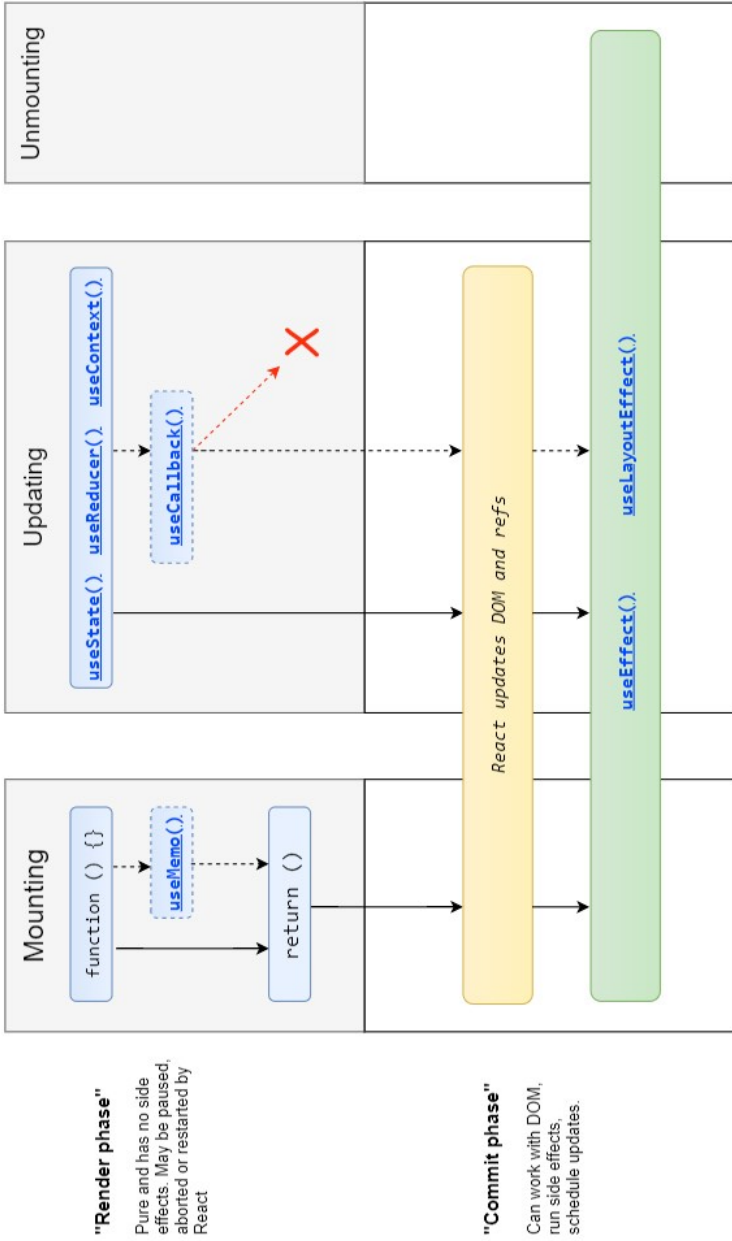 Mounting
Updating
Unmounting
"Render phase"
Pure and has no side
effects. May be paused,
aborted or restarted by
React
function () {}
useMemo()
return ()
useState() useReducer() useContext()
useCallback()
"Commit phase"
Can work with DOM,
run side effects,
schedule updates.
React updates DOM and refs
useEffect() useLayoutEffect()